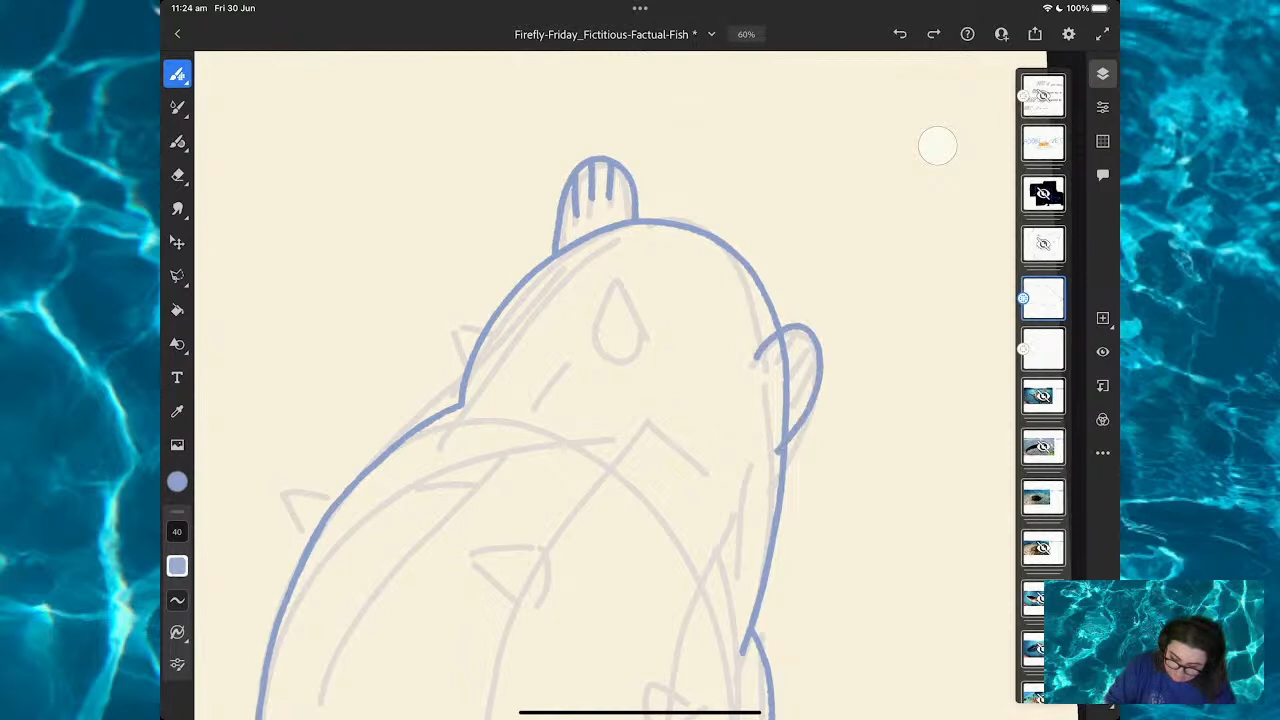 11:24 am Fri 30 Jun
100%
Firefly-Friday_Fictitious-Factual-Fish *
60%
T
40